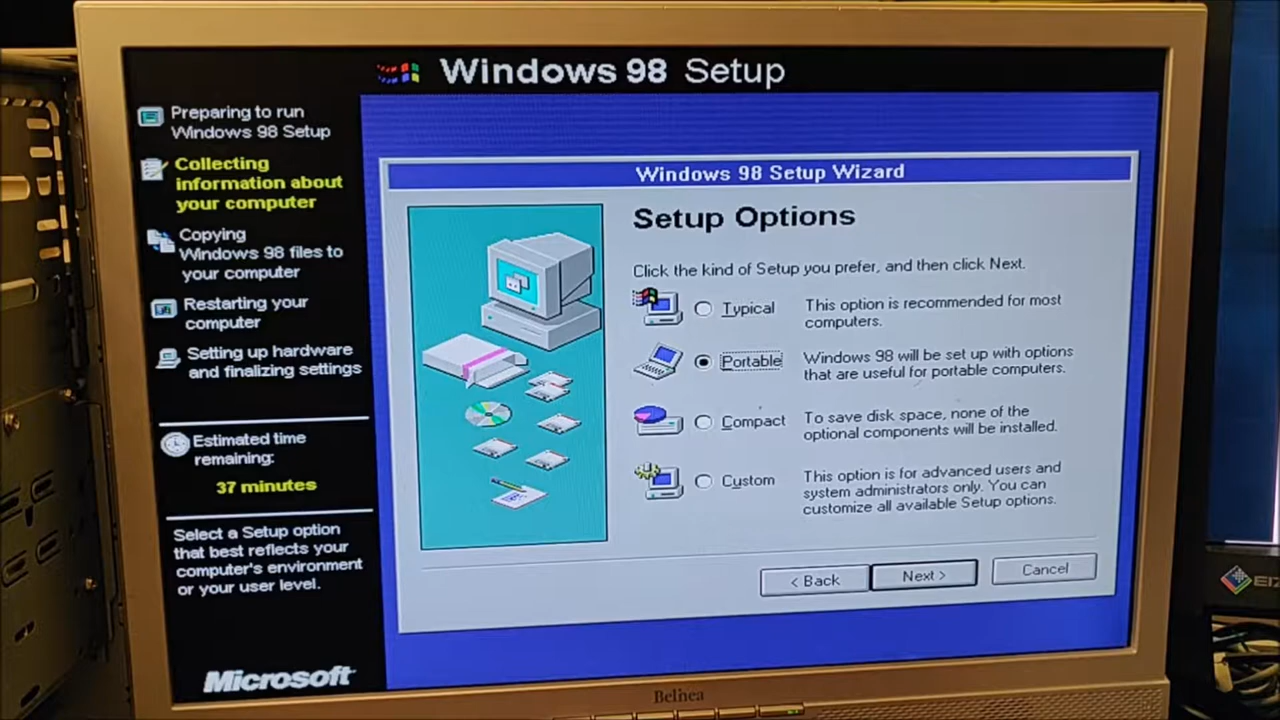 Windows 98 Setup
Preparing to run
Windows 98 Setup
Collecting
information about
your computer
Copying
Windows 98 files to
your computer
Restarting your
computer
Setting up hardware
and finalizing settings
Estimated time
remaining:
37 minutes
Select a Setup option
that best reflects your
computer's environment
or your user level.
Microsoft
Windows 98 Setup Wizard
Setup Options
Click the kind of Setup you prefer, and then click Next.
Typical
This option is recommended for most
computers.
Portable
Windows 98 will be set up with options
that are useful for portable computers.
Compact
To save disk space, none of the
optional components will be installed.
Custom
This option is for advanced users and
system administrators only. You can
customize all available Setup options.
< Back
Next >
Cancel
Belinea